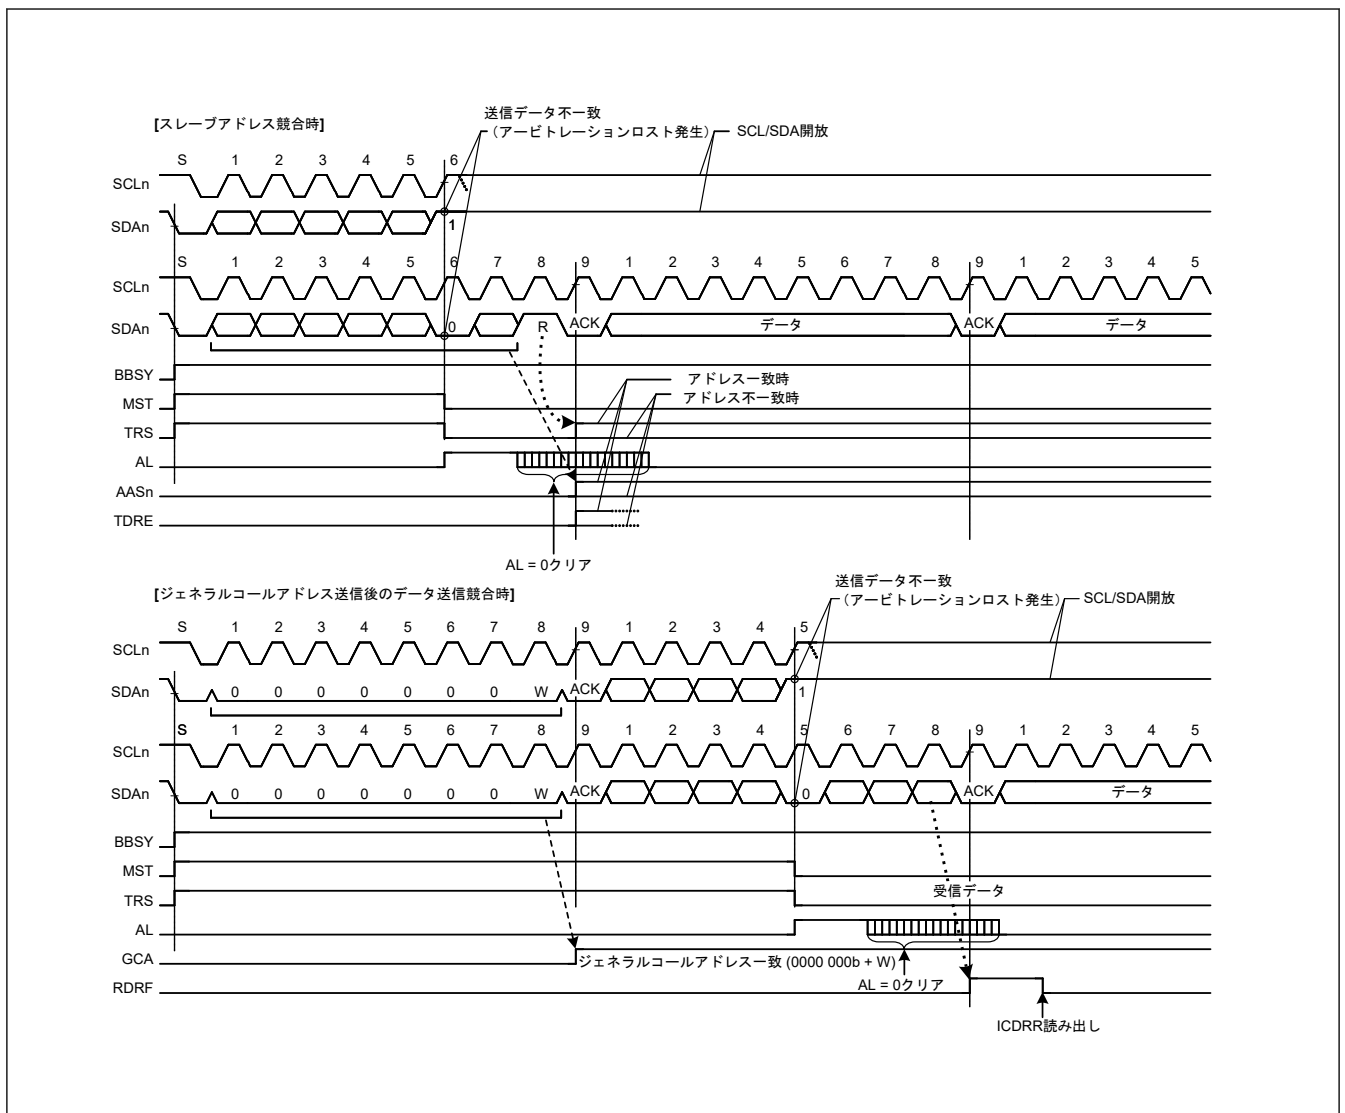 [スレーブアドレス競合時]
送信データ不一致
（アービトレーションロスト発生）
SCL/SDA開放
S 1 2 3 4 5 6
SCLn
SDAn
1
S 1 2 3 4 5 6 7 8 9 1 2 3 4 5 6 7 8 9 1 2 3 4 5
SCLn
SDAn
0 R ACK データ ACK データ
BBSY
アドレス一致時
MST
アドレス不一致時
TRS
AL
AASn
TDRE
AL = 0クリア
[ジェネラルコールアドレス送信後のデータ送信競合時]
送信データ不一致
（アービトレーションロスト発生）
SCL/SDA開放
S 1 2 3 4 5 6 7 8 9 1 2 3 4 5
SCLn
SDAn
0 0 0 0 0 0 0 W ACK 1
S 1 2 3 4 5 6 7 8 9 1 2 3 4 5 6 7 8 9 1 2 3 4 5
SCLn
SDAn
0 0 0 0 0 0 0 W ACK 0 ACK データ
BBSY
MST
受信データ
TRS
AL
GCA
ジェネラルコールアドレス一致 (0000 000b + W)
AL = 0クリア
RDRF
ICDRR読み出し